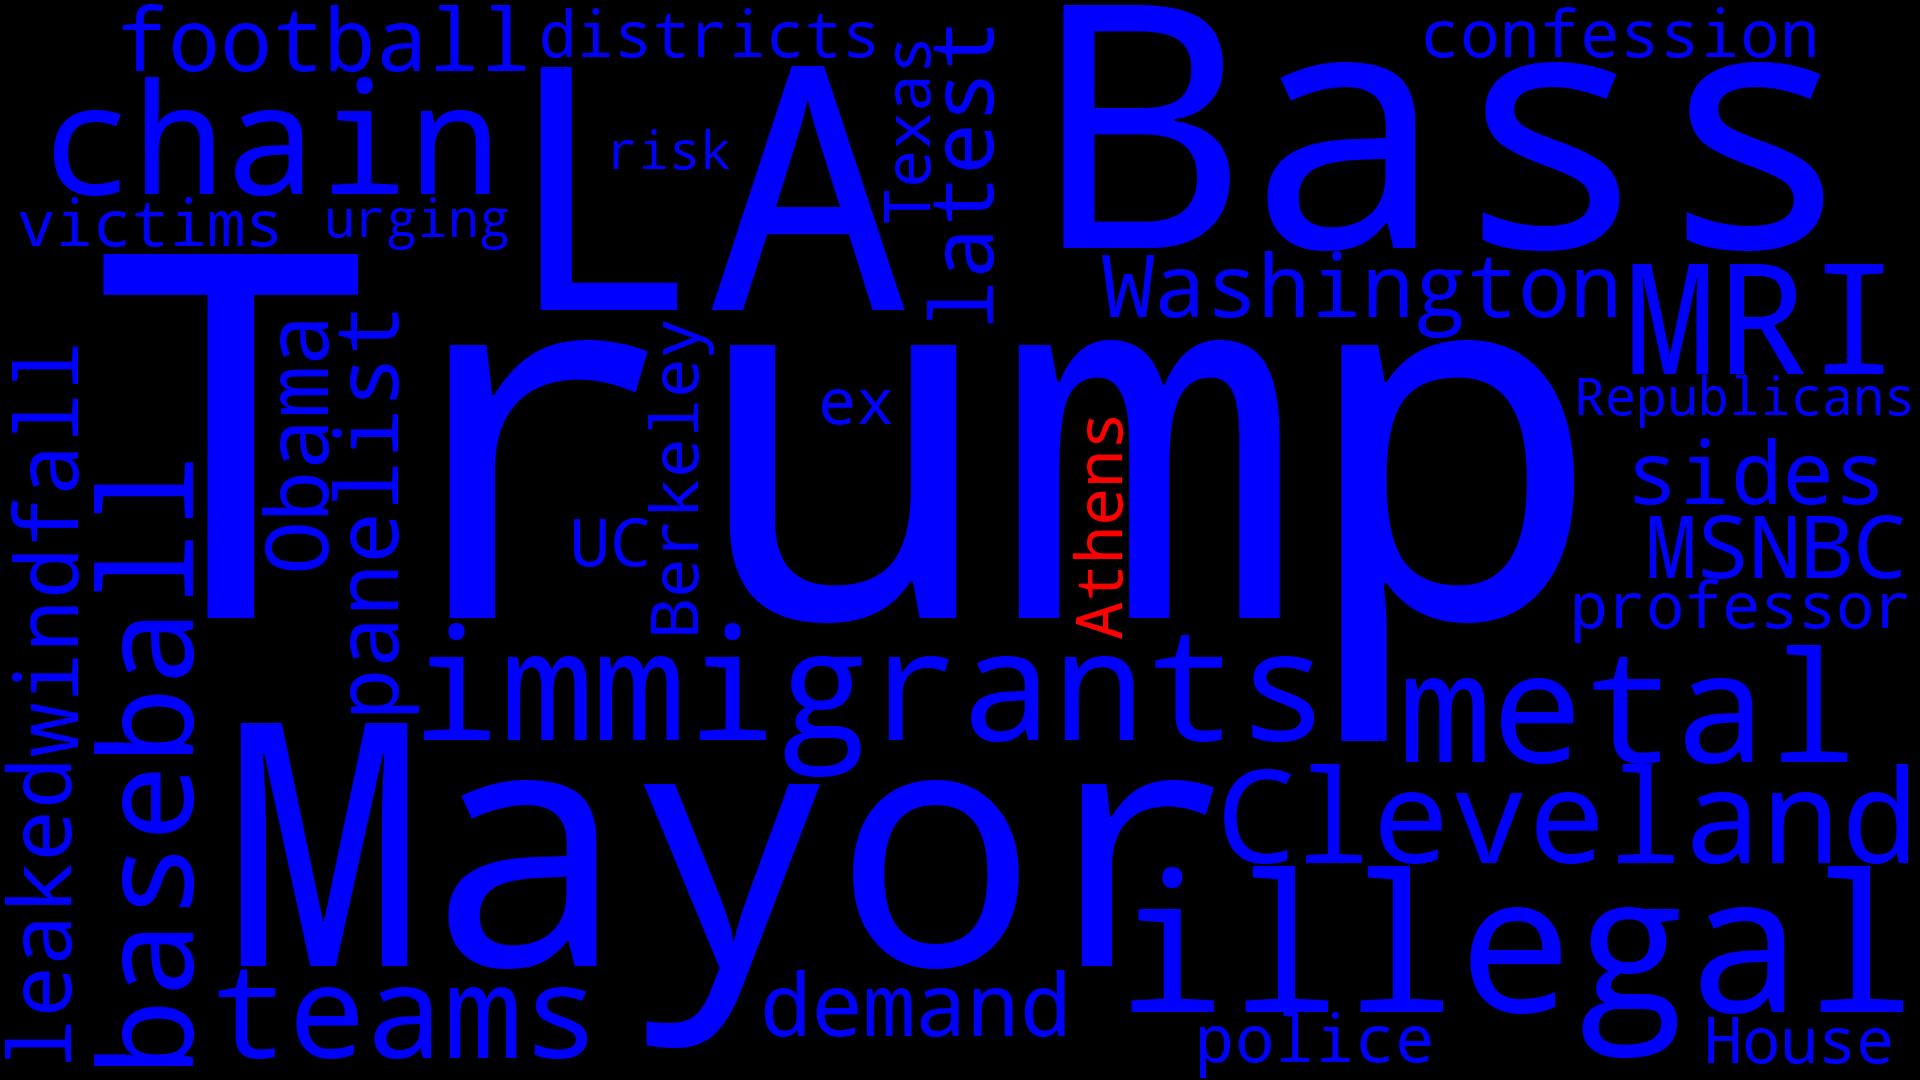 football
districts
confession
Bass
LA
chain
risk
Texas
latest
victims
urging
Washington
MRI
Trump
Obama
panelist
Berkeley
ex
UC
Athens
Republicans
sides
MSNBC
professor
windfall
leaked
baseball
immigrants
metal
Mayor
Cleveland
illegal
teams
demand
police
House